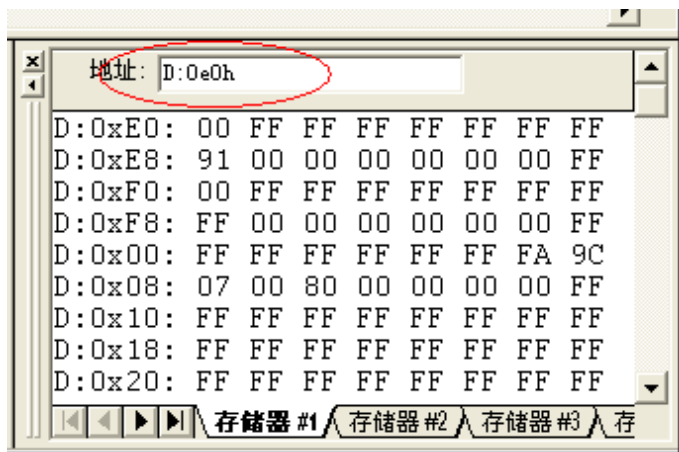 地址: D:0e0h
D:0xE0: 00 FF FF FF FF FF FF FF
D:0xE8: 91 00 00 00 00 00 00 FF
D:0xF0: 00 FF FF FF FF FF FF FF
D:0xF8: FF 00 00 00 00 00 00 FF
D:0x00: FF FF FF FF FF FF FA 9C
D:0x08: 07 00 80 00 00 00 00 FF
D:0x10: FF FF FF FF FF FF FF FF
D:0x18: FF FF FF FF FF FF FF FF
D:0x20: FF FF FF FF FF FF FF FF
存储器 #1 存储器 #2 存储器 #3 存